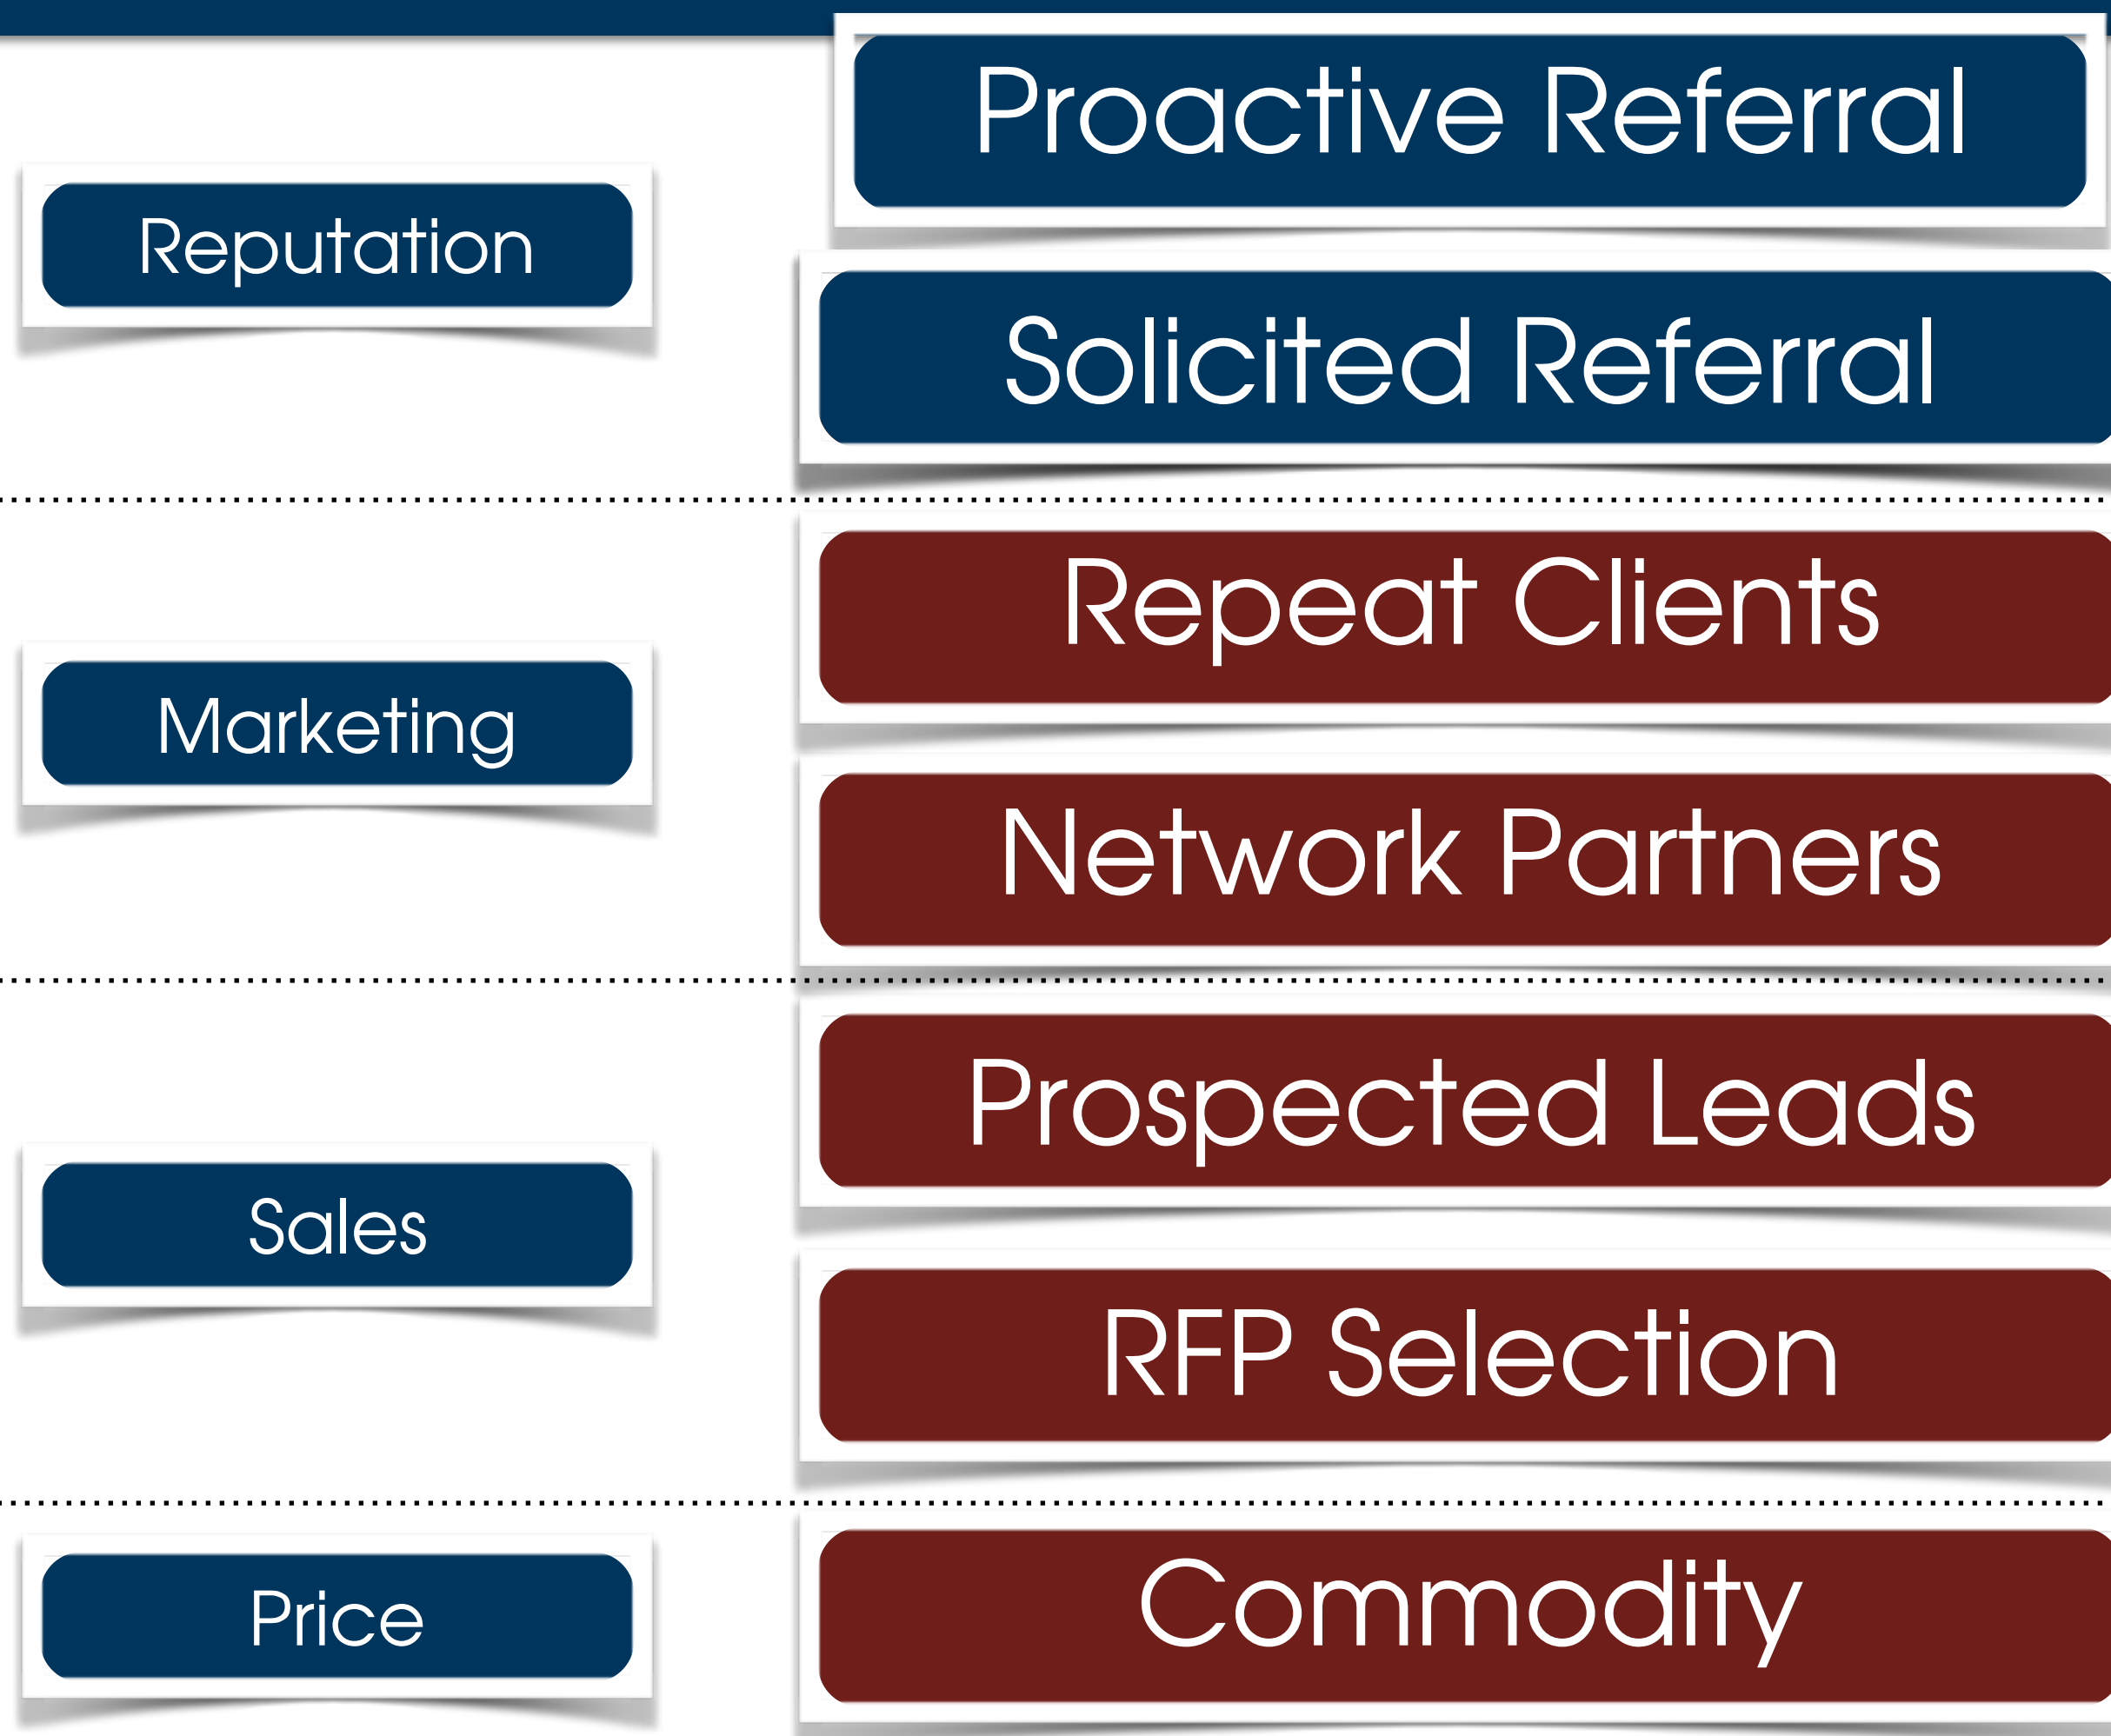 Reputation
Proactive Referral
Solicited Referral
Marketing
Repeat Clients
Network Partners
Sales
Prospected Leads
RFP Selection
Price
Commodity